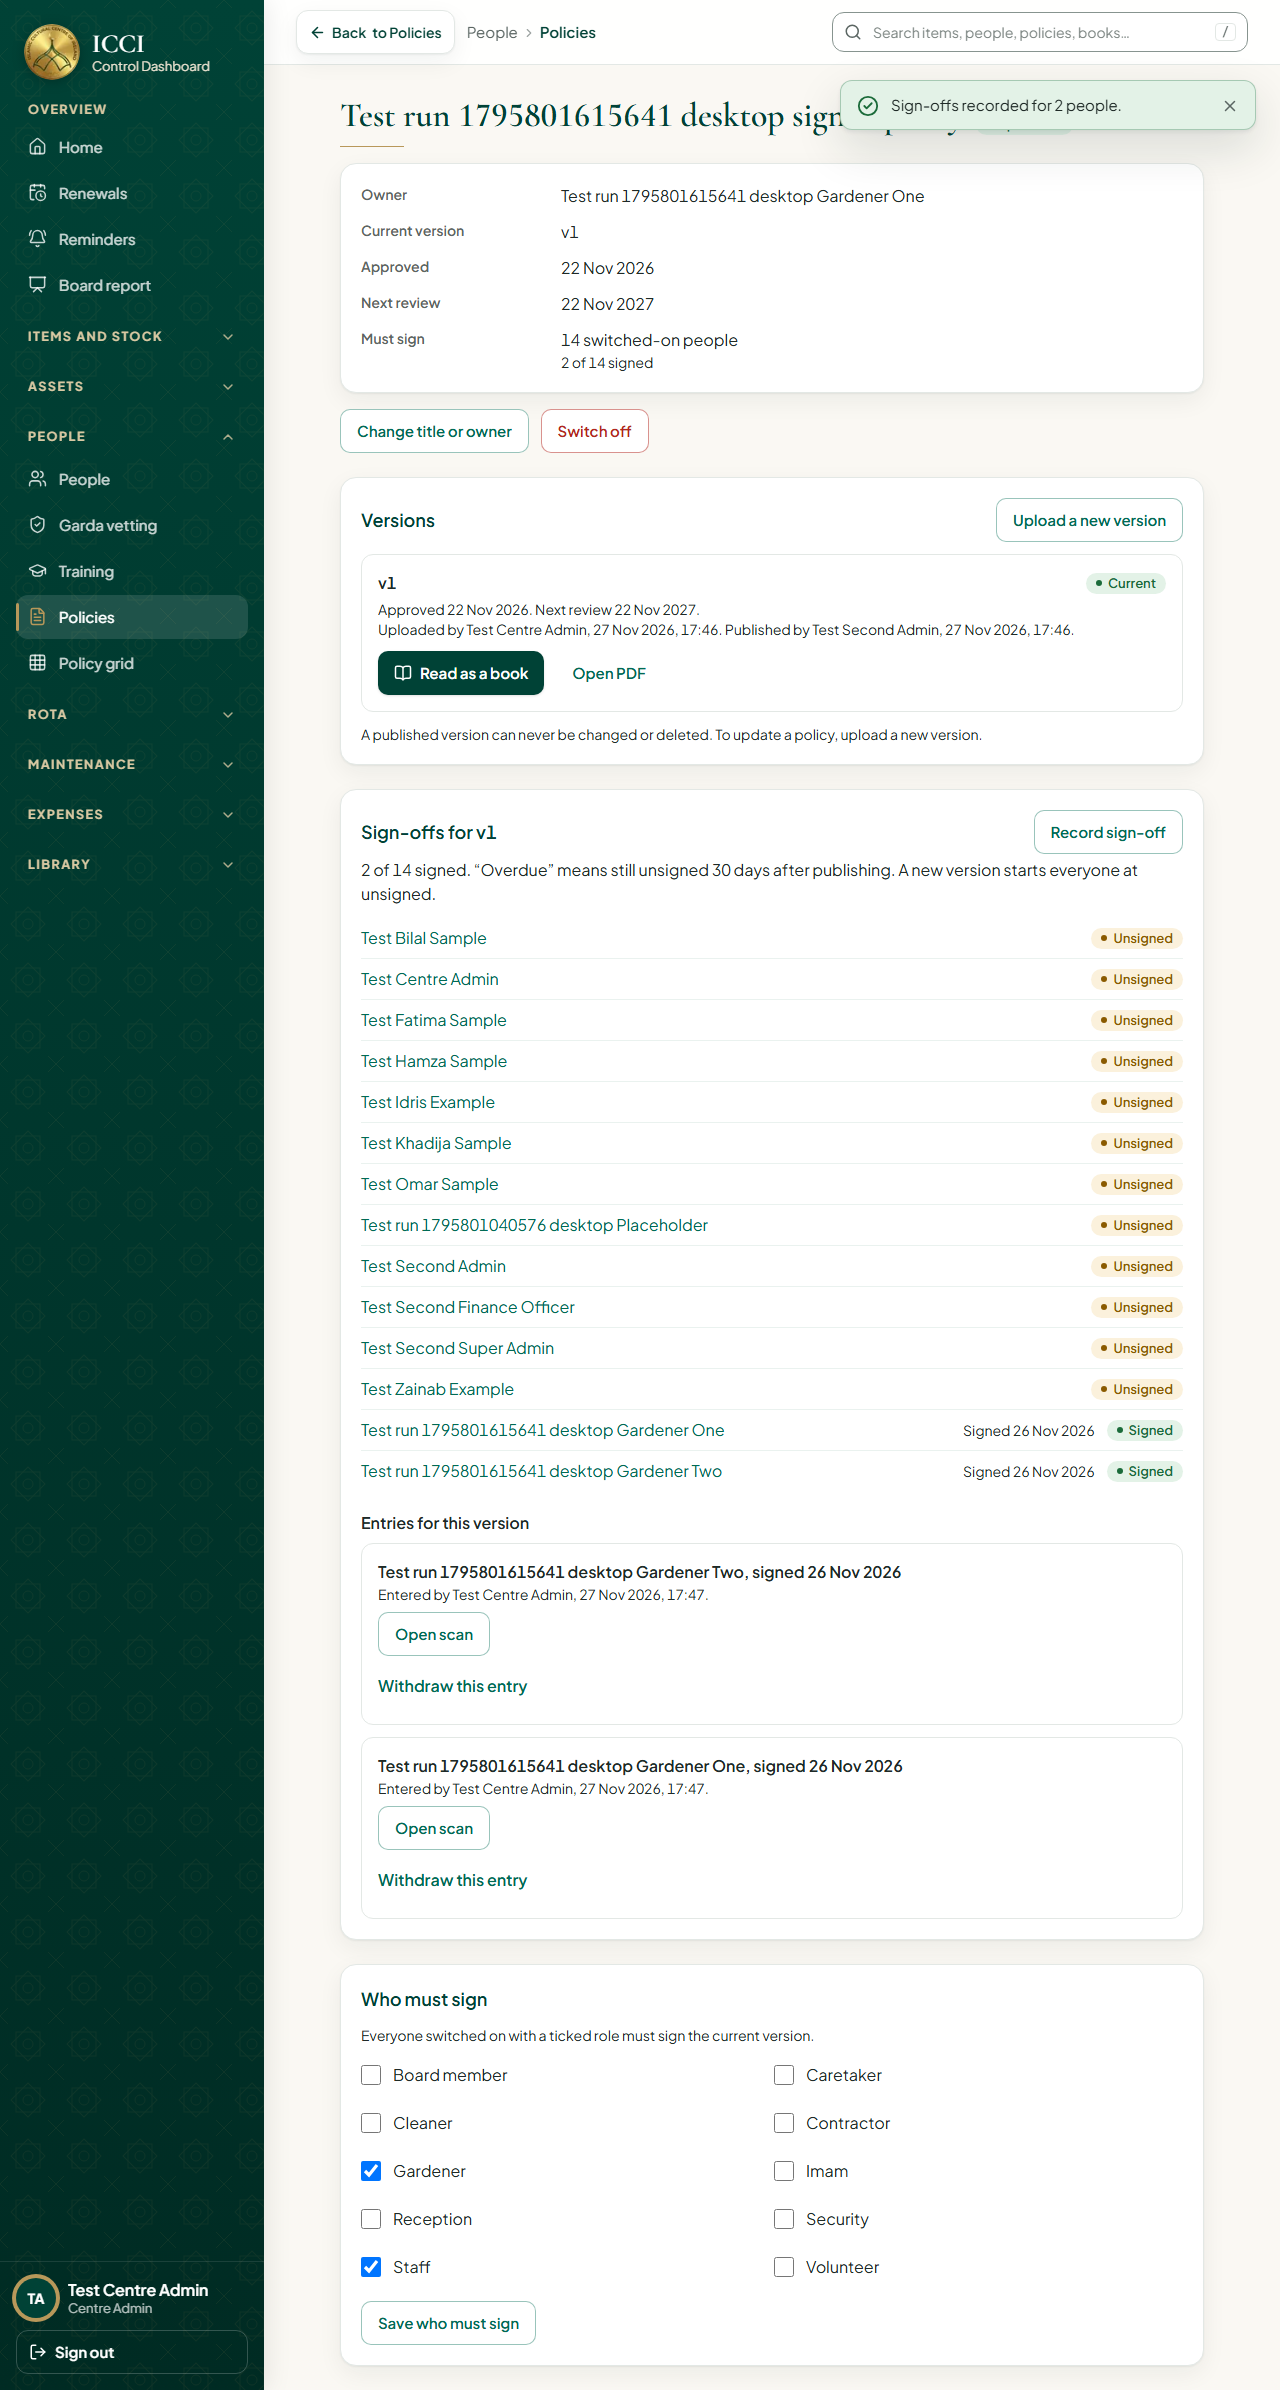 ICCI
Control Dashboard
OVERVIEW
Home
Renewals
Reminders
Board report
ITEMS AND STOCK
ASSETS
PEOPLE
People
Garda vetting
Training
Policies
Policy grid
ROTA
MAINTENANCE
EXPENSES
LIBRARY
TA
Test Centre Admin
Centre Admin
Sign out
Back to Policies
People > Policies
Search items, people, policies, books...
/
Sign-offs recorded for 2 people.
Test run 1795801615641 desktop sign
Owner
Test run 1795801615641 desktop Gardener One
Current version
v1
Approved
22 Nov 2026
Next review
22 Nov 2027
Must sign
14 switched-on people
2 of 14 signed
Change title or owner
Switch off
Versions
Upload a new version
v1
Current
Approved 22 Nov 2026. Next review 22 Nov 2027.
Uploaded by Test Centre Admin, 27 Nov 2026, 17:46. Published by Test Second Admin, 27 Nov 2026, 17:46.
Read as a book
Open PDF
A published version can never be changed or deleted. To update a policy, upload a new version.
Sign-offs for v1
Record sign-off
2 of 14 signed. “Overdue” means still unsigned 30 days after publishing. A new version starts everyone at
unsigned.
Test Bilal Sample Unsigned
Test Centre Admin Unsigned
Test Fatima Sample Unsigned
Test Hamza Sample Unsigned
Test Idris Example Unsigned
Test Khadija Sample Unsigned
Test Omar Sample Unsigned
Test run 1795801040576 desktop Placeholder Unsigned
Test Second Admin Unsigned
Test Second Finance Officer Unsigned
Test Second Super Admin Unsigned
Test Zainab Example Unsigned
Test run 1795801615641 desktop Gardener One Signed 26 Nov 2026 Signed
Test run 1795801615641 desktop Gardener Two Signed 26 Nov 2026 Signed
Entries for this version
Test run 1795801615641 desktop Gardener Two, signed 26 Nov 2026
Entered by Test Centre Admin, 27 Nov 2026, 17:47.
Open scan
Withdraw this entry
Test run 1795801615641 desktop Gardener One, signed 26 Nov 2026
Entered by Test Centre Admin, 27 Nov 2026, 17:47.
Open scan
Withdraw this entry
Who must sign
Everyone switched on with a ticked role must sign the current version.
Board member
Caretaker
Cleaner
Contractor
Gardener
Imam
Reception
Security
Staff
Volunteer
Save who must sign